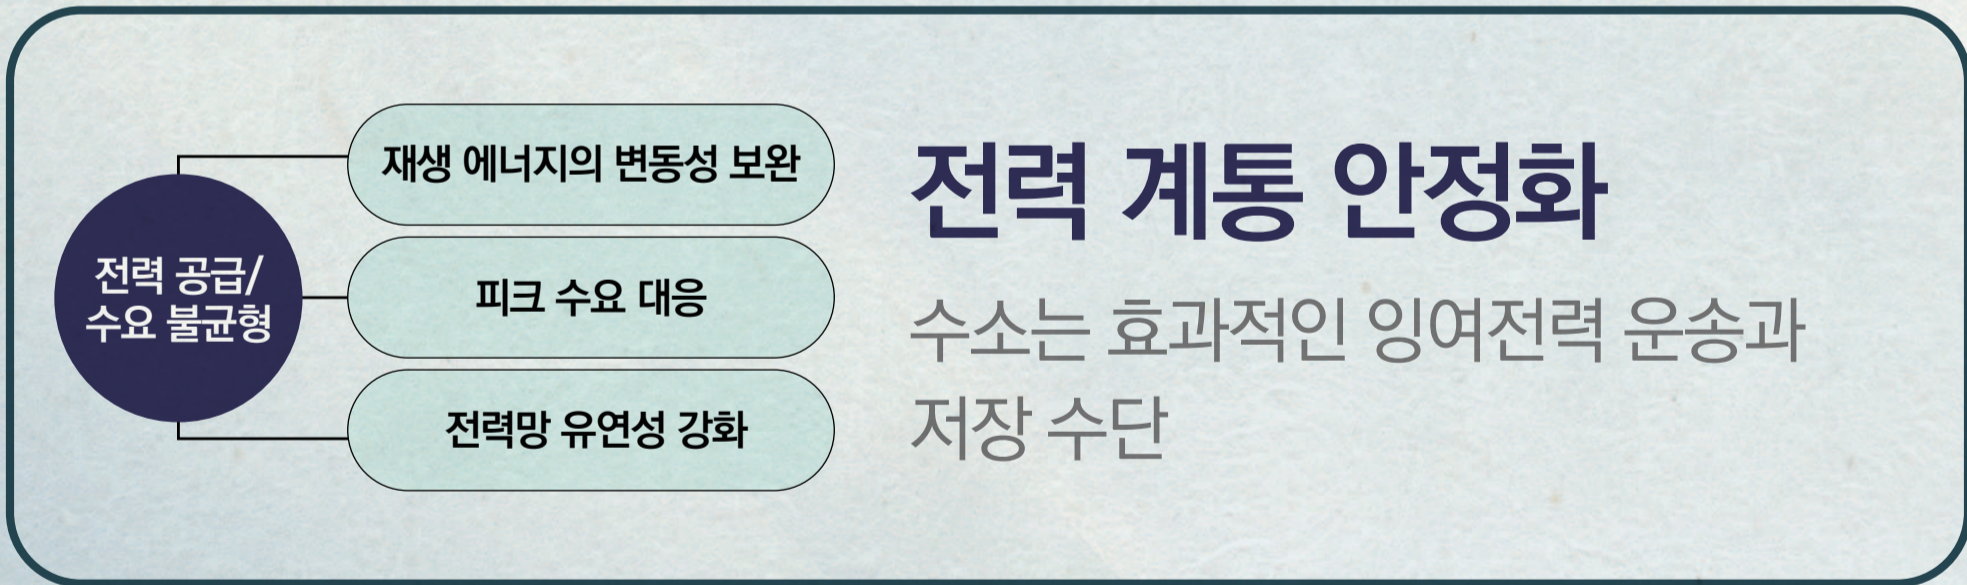 전력 공급/
수요 불균형
재생 에너지의 변동성 보완
피크 수요 대응
전력망 유연성 강화
전력 계통 안정화
수소는 효과적인 잉여전력 운송과
저장 수단